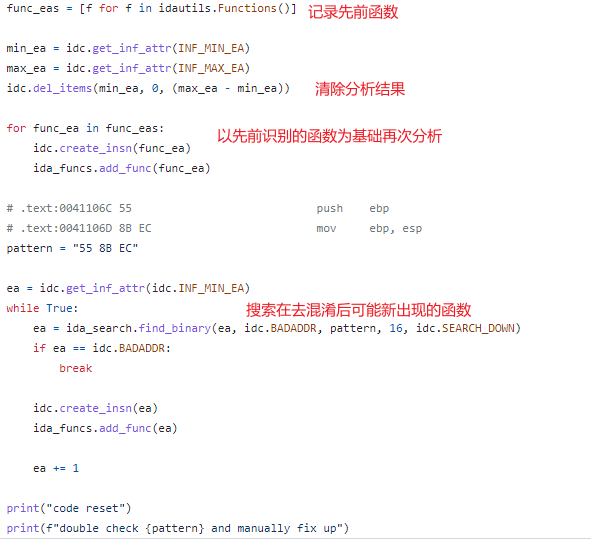 func_eas = [f for f in idautils.Functions()] 记录先前函数
min_ea = idc.get_inf_attr(INF_MIN_EA)
max_ea = idc.get_inf_attr(INF_MAX_EA)
idc.del_items(min_ea, 0, (max_ea - min_ea)) 清除分析结果
for func_ea in func_eas: 以先前识别的函数为基础再次分析
    idc.create_insn(func_ea)
    ida_funcs.add_func(func_ea)
# .text:0041106C 55                             push    ebp
# .text:0041106D 8B EC                          mov     ebp, esp
pattern = "55 8B EC"
ea = idc.get_inf_attr(idc.INF_MIN_EA)
while True: 搜索在去混淆后可能新出现的函数
    ea = ida_search.find_binary(ea, idc.BADADDR, pattern, 16, idc.SEARCH_DOWN)
    if ea == idc.BADADDR:
        break
    idc.create_insn(ea)
    ida_funcs.add_func(ea)
    ea += 1
print("code reset")
print(f"double check {pattern} and manually fix up")